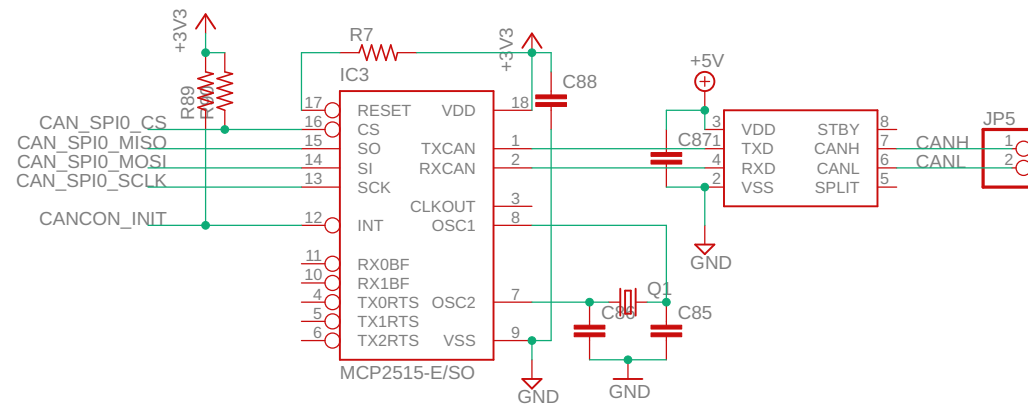 +3V3
R89
R7
+3V3
IC3
C88
+5V
CAN_SPI0_CS
CAN_SPI0_MISO
CAN_SPI0_MOSI
CAN_SPI0_SCLK
CANCON_INIT
17 RESET VDD 18
16 CS
15 SO TXCAN 1
14 SI RXCAN 2
13 SCK
CLKOUT 3
12 INT OSC1 8
11 RX0BF
10 RX1BF
4 TX0RTS OSC2 7
5 TX1RTS
6 TX2RTS VSS 9
MCP2515-E/SO
GND
C87
3 VDD STBY 8
1 TXD CANH 7
4 RXD CANL 6
2 VSS SPLIT 5
GND
CANH
CANL
JP5
1
2
Q1
C86
C85
GND